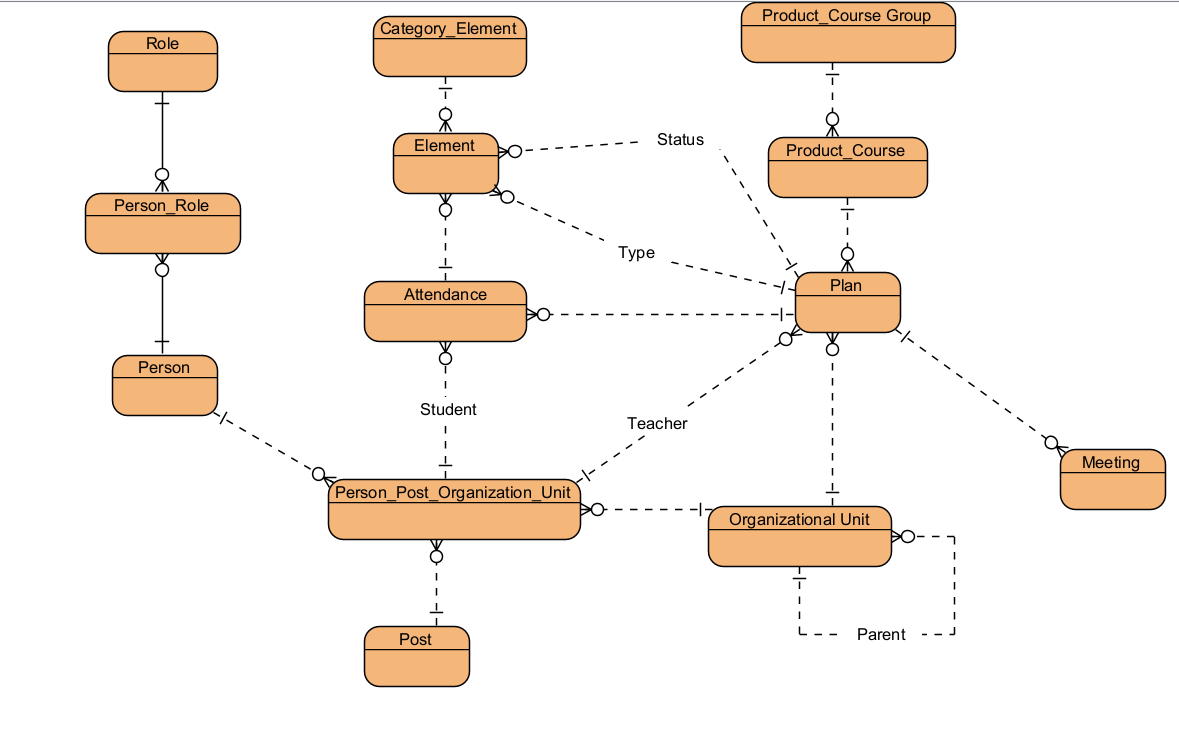 Product_Course Group
Category_Element
Role
Status
Element
Product_Course
Person_Role
Type
Plan
Attendance
Person
Student
Teacher
Meeting
Person_Post_Organization_Unit
Organizational Unit
Parent
Post